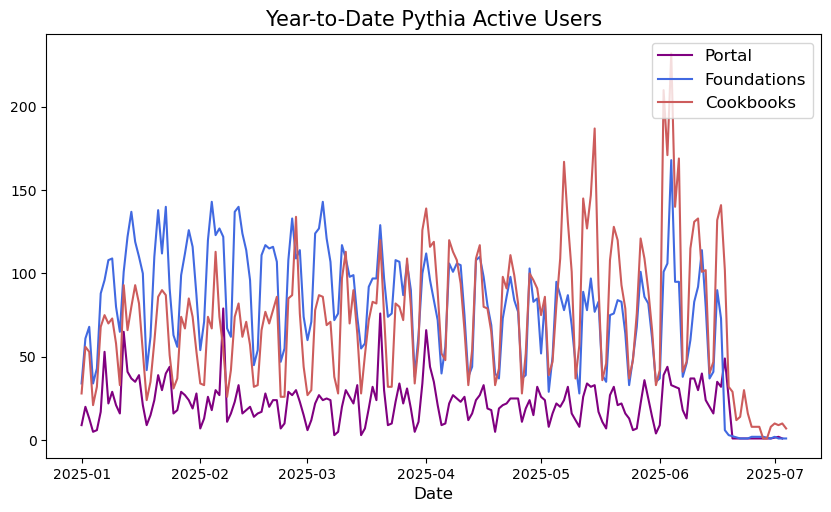 Year-to-Date Pythia Active Users
Portal
Foundations
Cookbooks
200
150
100
50
0
2025-01 2025-02 2025-03 2025-04 2025-05 2025-06 2025-07
Date